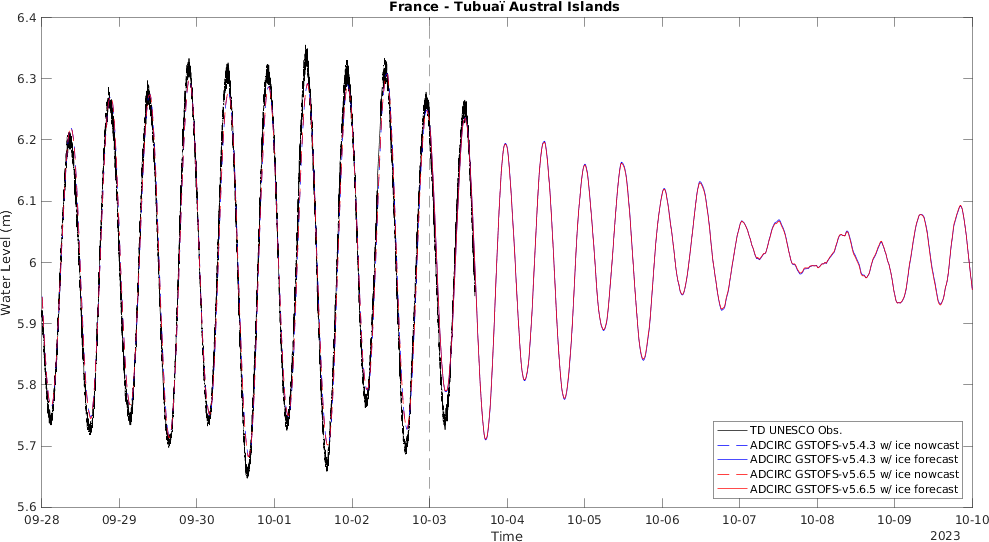 France - Tubuaï Austral Islands
Water Level (m)
6.4
6.3
6.2
6.1
6
5.9
5.8
5.7
5.6
TD UNESCO Obs.
ADCIRC GSTOFS-v5.4.3 w/ ice nowcast
ADCIRC GSTOFS-v5.4.3 w/ ice forecast
ADCIRC GSTOFS-v5.6.5 w/ ice nowcast
ADCIRC GSTOFS-v5.6.5 w/ ice forecast
09-28 09-29 09-30 10-01 10-02 10-03 10-04 10-05 10-06 10-07 10-08 10-09 10-10
Time
2023